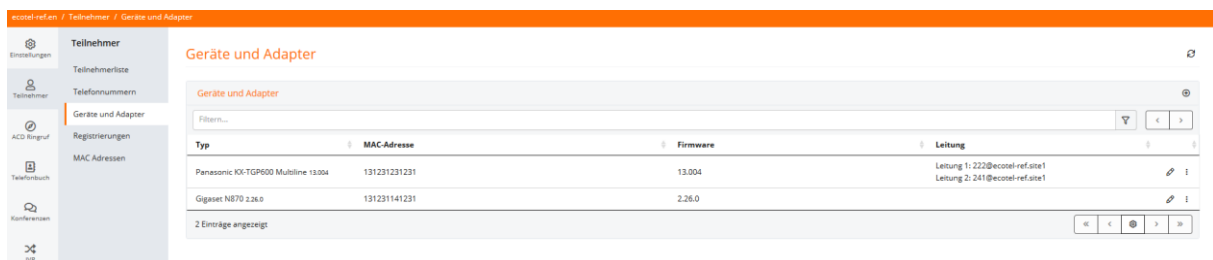 ecotel-ref.en / Teilnehmer / Geräte und Adapter
Einstellungen
Teilnehmer
ACD Ringruf
Telefonbuch
Konferenzen
IVR
Teilnehmer
Teilnehmerliste
Telefonnummern
Geräte und Adapter
Registrierungen
MAC Adressen
Geräte und Adapter
Geräte und Adapter
Filtern...
Typ MAC-Adresse Firmware Leitung
Panasonic KX-TGP600 Multiline 13.004 131231231231 13.004 Leitung 1: 222@ecotel-ref.site1
Leitung 2: 241@ecotel-ref.site1
Gigaset N870 2.26.0 131231141231 2.26.0
2 Einträge angezeigt